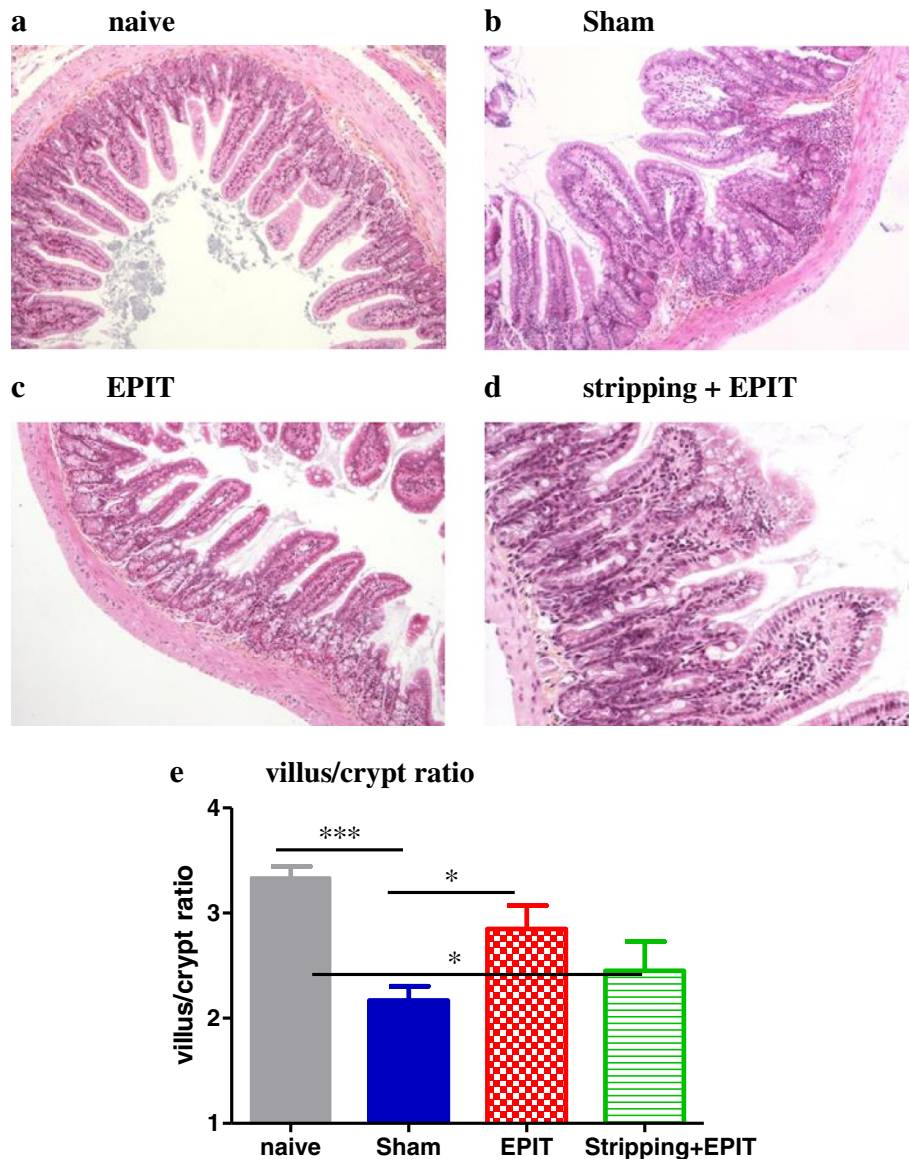 a naive
b Sham
c EPIT
d stripping + EPIT
e villus/crypt ratio
villus/crypt ratio
4
3
2
1
***
*
*
naive Sham EPIT Stripping+EPIT